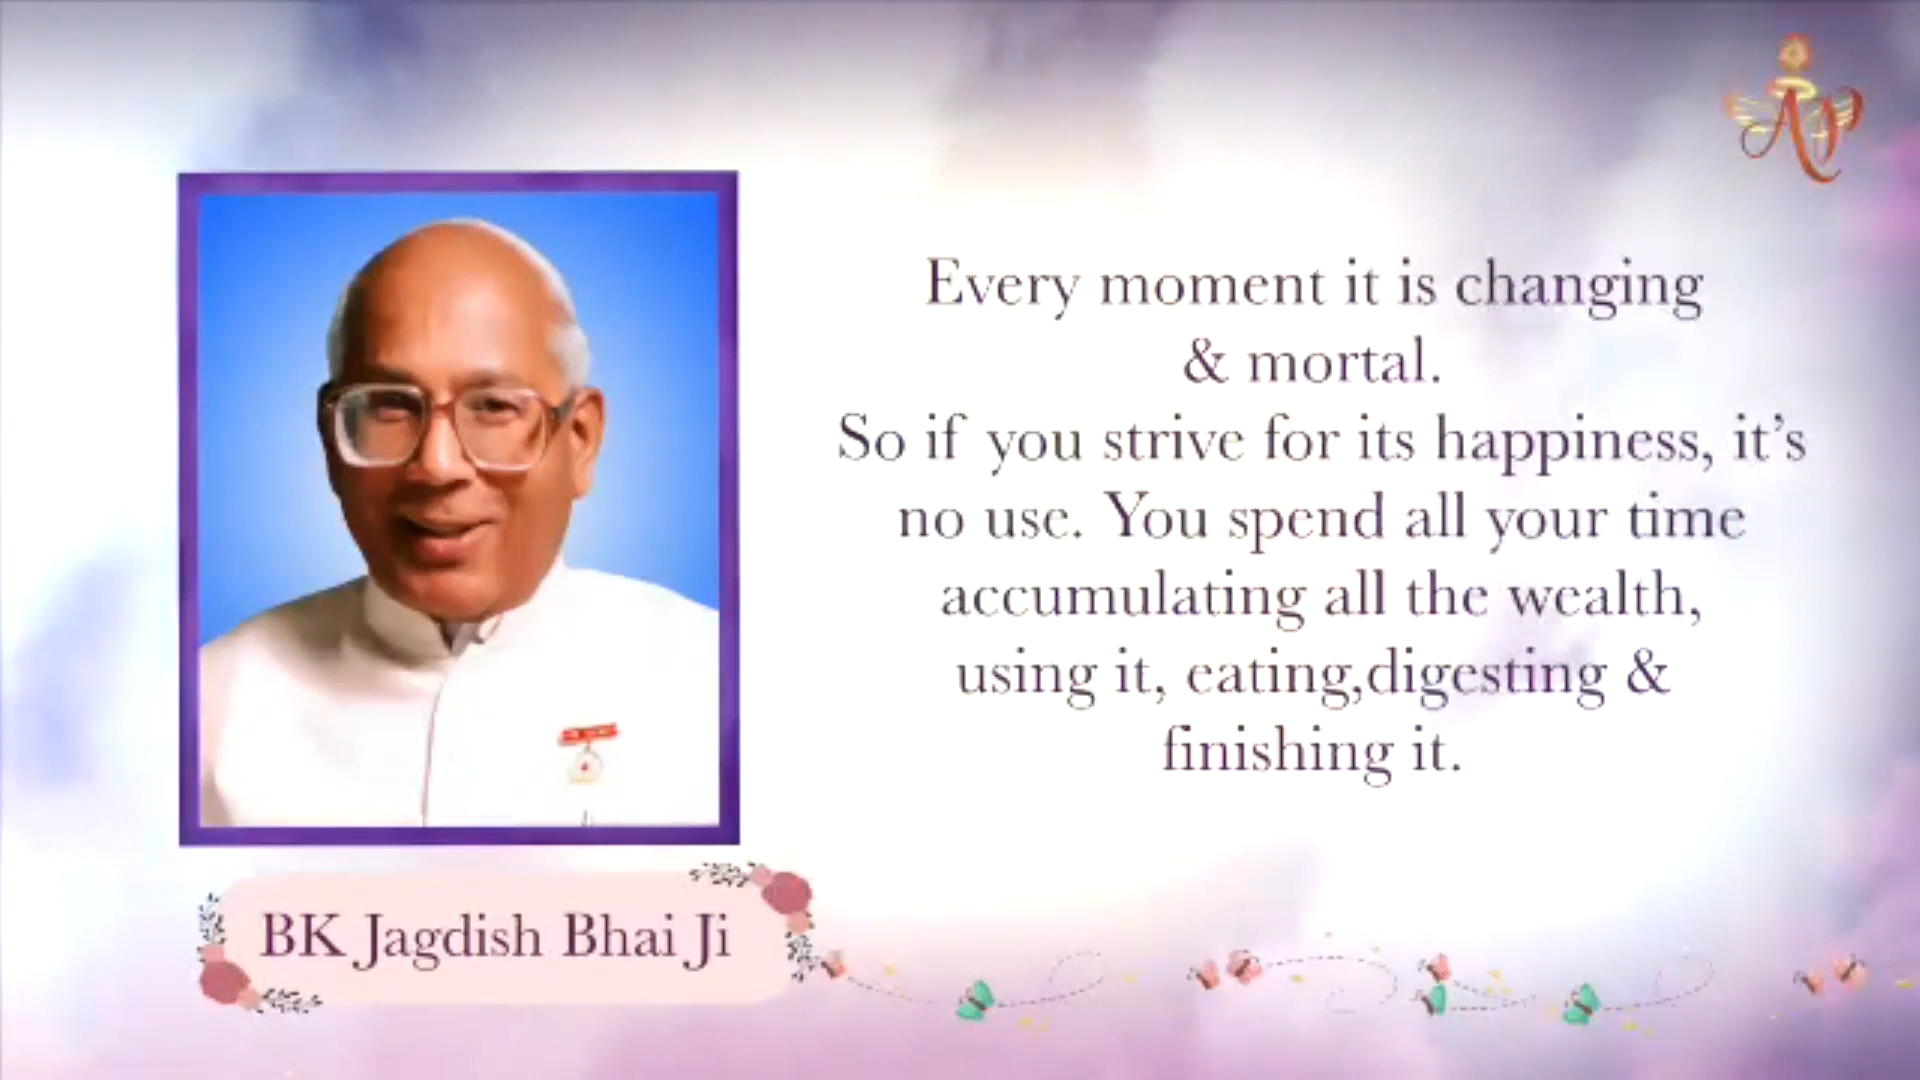 Every moment it is changing
& mortal.
So if you strive for its happiness, it’s
no use. You spend all your time
accumulating all the wealth,
using it, eating,digesting &
finishing it.
BK Jagdish Bhai Ji